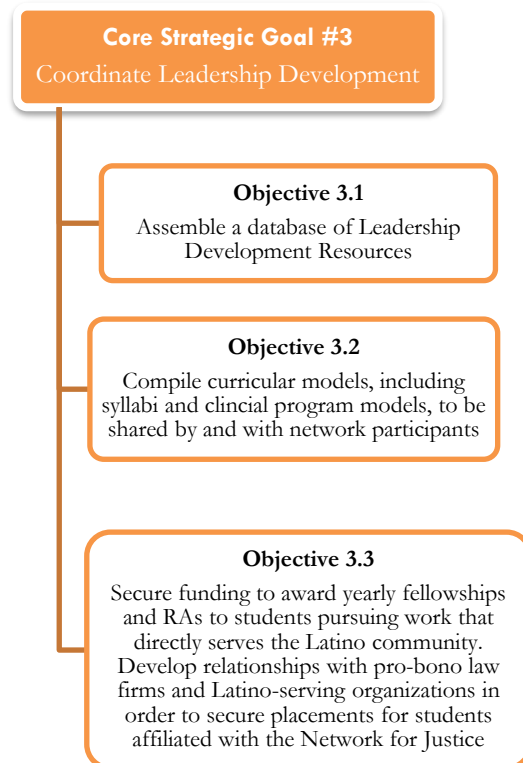 Core Strategic Goal #3
Coordinate Leadership Development
Objective 3.1
Assemble a database of Leadership
Development Resources
Objective 3.2
Compile curricular models, including
syllabi and clincial program models, to be
shared by and with network participants
Objective 3.3
Secure funding to award yearly fellowships
and RAs to students pursuing work that
directly serves the Latino community.
Develop relationships with pro-bono law
firms and Latino-serving organizations in
order to secure placements for students
affiliated with the Network for Justice